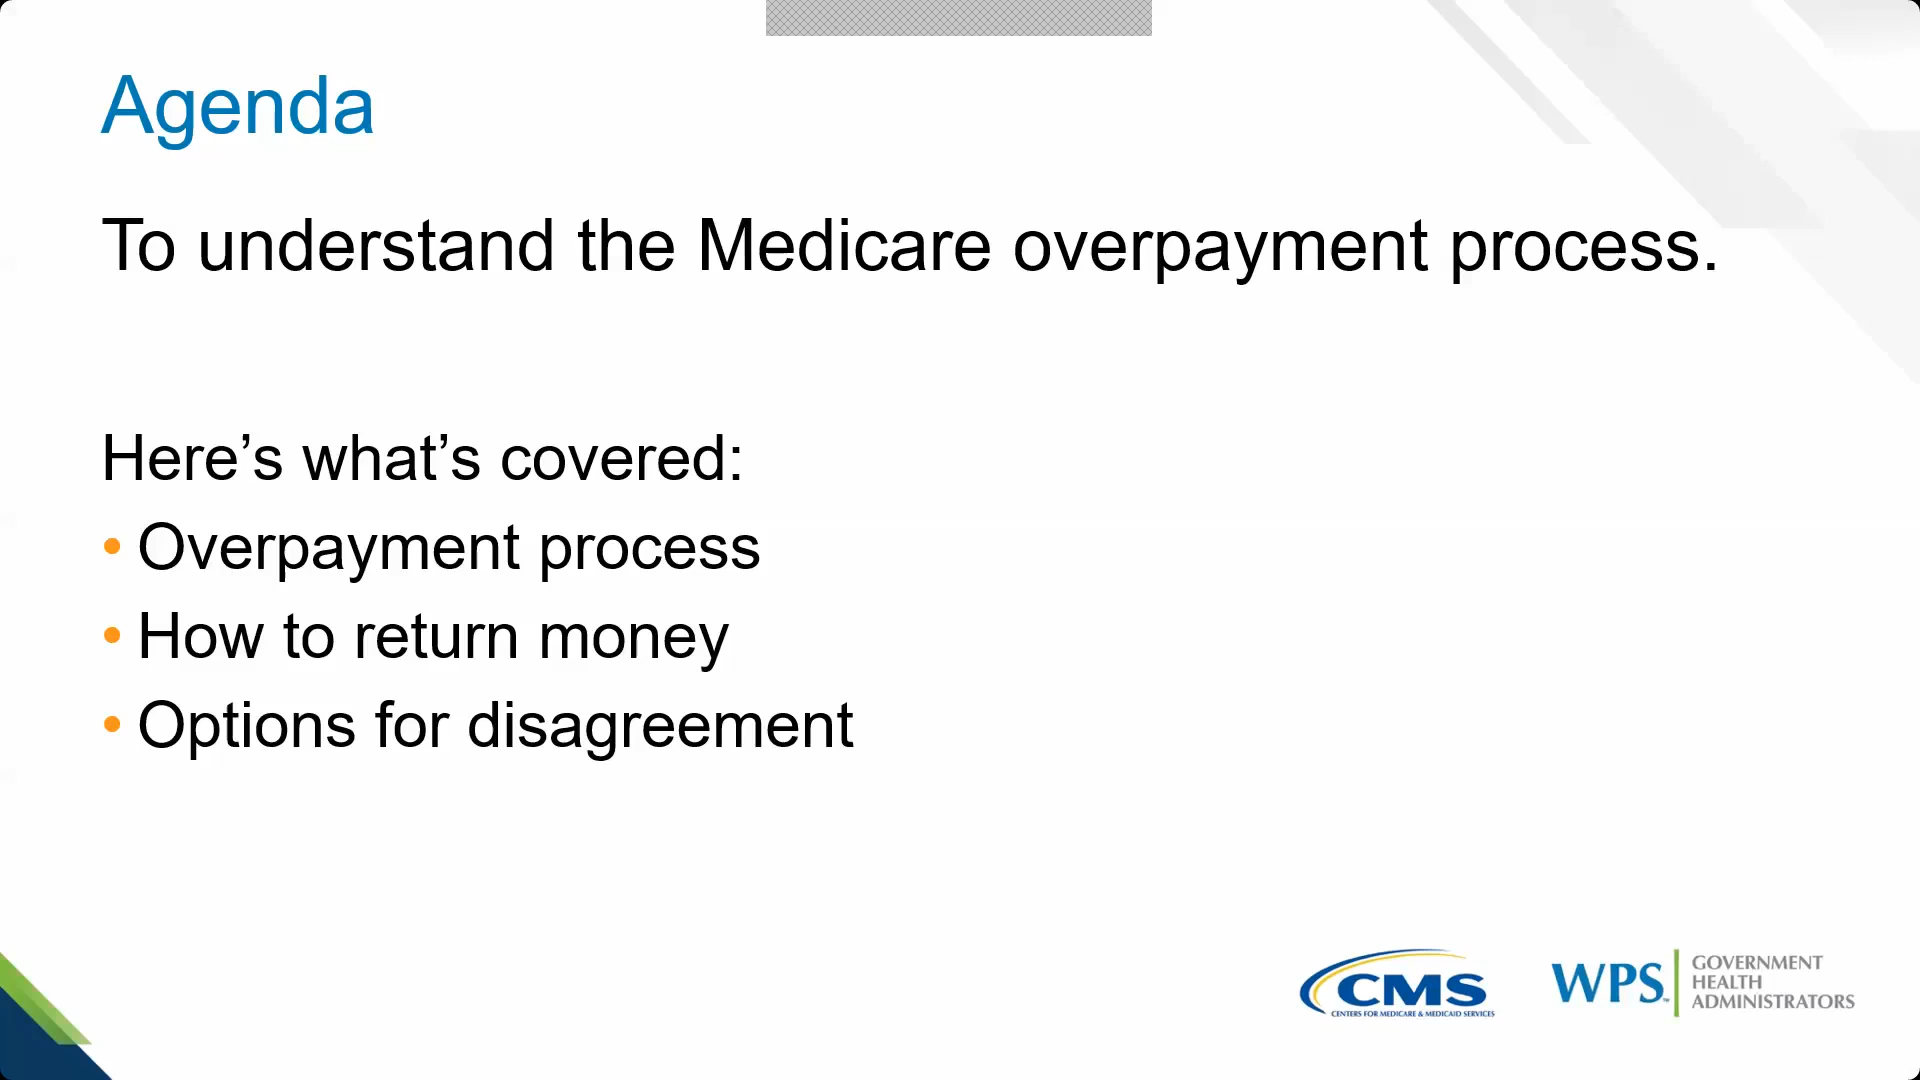 Agenda
To understand the Medicare overpayment process.
Here’s what’s covered:
• Overpayment process
• How to return money
• Options for disagreement
CMS
CENTERS FOR MEDICARE & MEDICAID SERVICES
WPS™
GOVERNMENT
HEALTH
ADMINISTRATORS